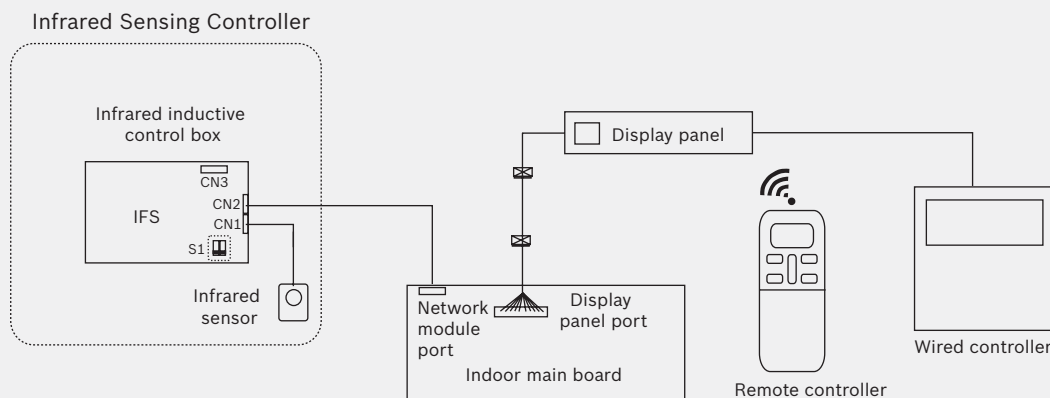 Infrared Sensing Controller
Infrared inductive
control box
CN3
IFS
CN2
CN1
S1
Infrared
sensor
Display panel
Network
module
port
Display
panel port
Indoor main board
Remote controller
Wired controller